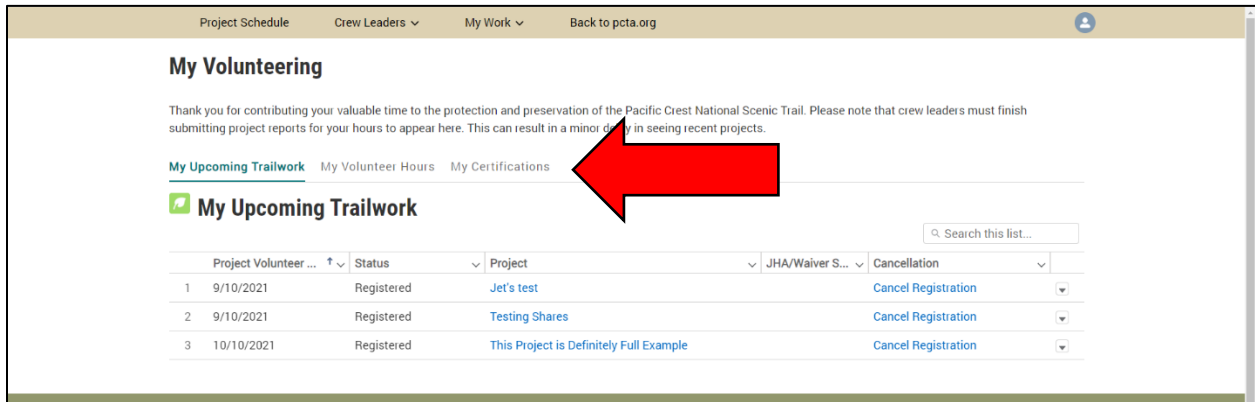 Project Schedule Crew Leaders My Work Back to pcta.org
My Volunteering
Thank you for contributing your valuable time to the protection and preservation of the Pacific Crest National Scenic Trail. Please note that crew leaders must finish
submitting project reports for your hours to appear here. This can result in a minor delay in seeing recent projects.
My Upcoming Trailwork My Volunteer Hours My Certifications
My Upcoming Trailwork
Search this list...
Project Volunteer ... Status Project JHA/Waiver S... Cancellation
1 9/10/2021 Registered Jet's test Cancel Registration
2 9/10/2021 Registered Testing Shares Cancel Registration
3 10/10/2021 Registered This Project is Definitely Full Example Cancel Registration